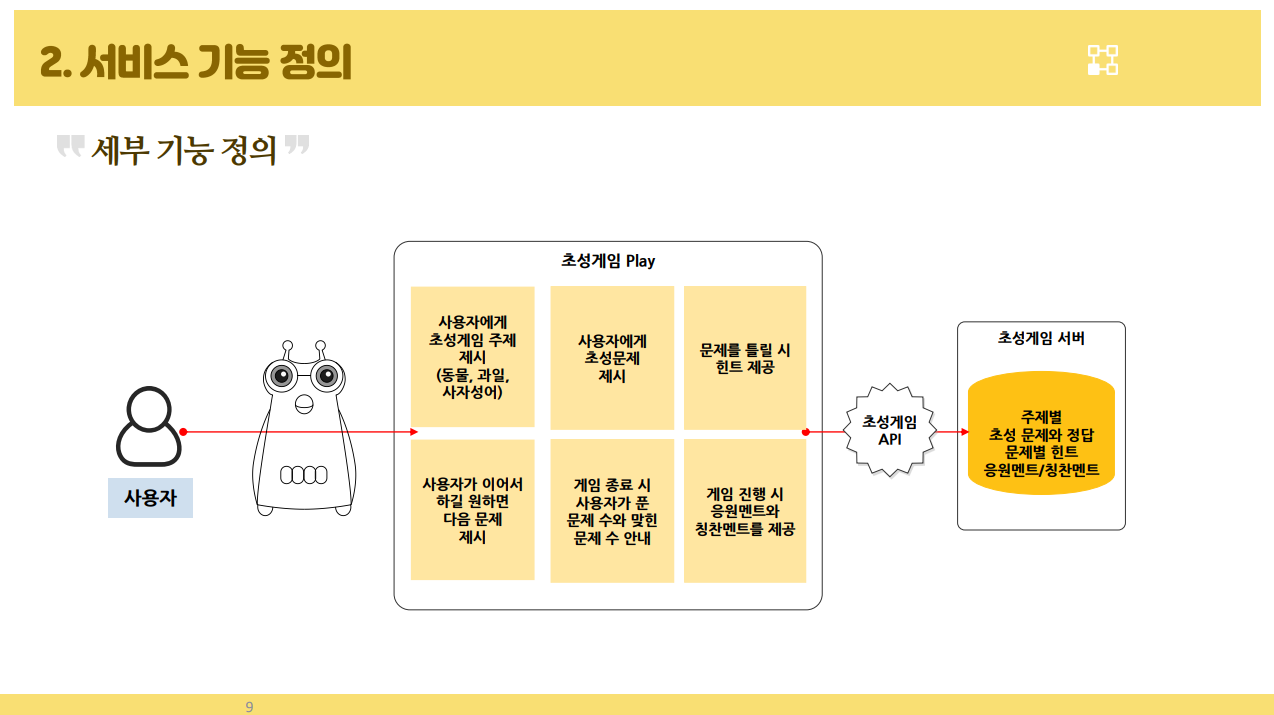 2. 서비스 기능 정의
세부 기능 정의
초성게임 Play
사용자에게
초성게임 주제
제시
(동물, 과일,
사자성어)
사용자에게
초성문제
제시
문제를 틀릴 시
힌트 제공
사용자가 이어서
하길 원하면
다음 문제
제시
게임 종료 시
사용자가 푼
문제 수와 맞힌
문제 수 안내
게임 진행 시
응원멘트와
칭찬멘트를 제공
사용자
초성게임
API
초성게임 서버
주제별
초성 문제와 정답
문제별 힌트
응원멘트/칭찬멘트
9